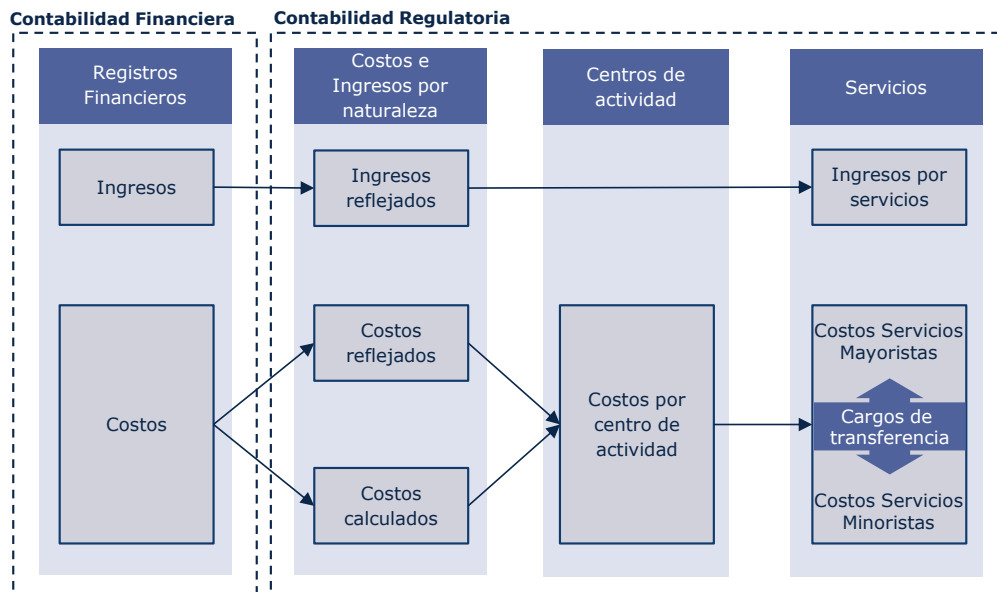 Contabilidad Financiera
Contabilidad Regulatoria
Registros
Financieros
Costos e
Ingresos por
naturaleza
Centros de
actividad
Servicios
Ingresos
Ingresos
reflejados
Ingresos por
servicios
Costos
Costos
reflejados
Costos
calculados
Costos por
centro de
actividad
Costos Servicios
Mayoristas
Cargos de
transferencia
Costos Servicios
Minoristas